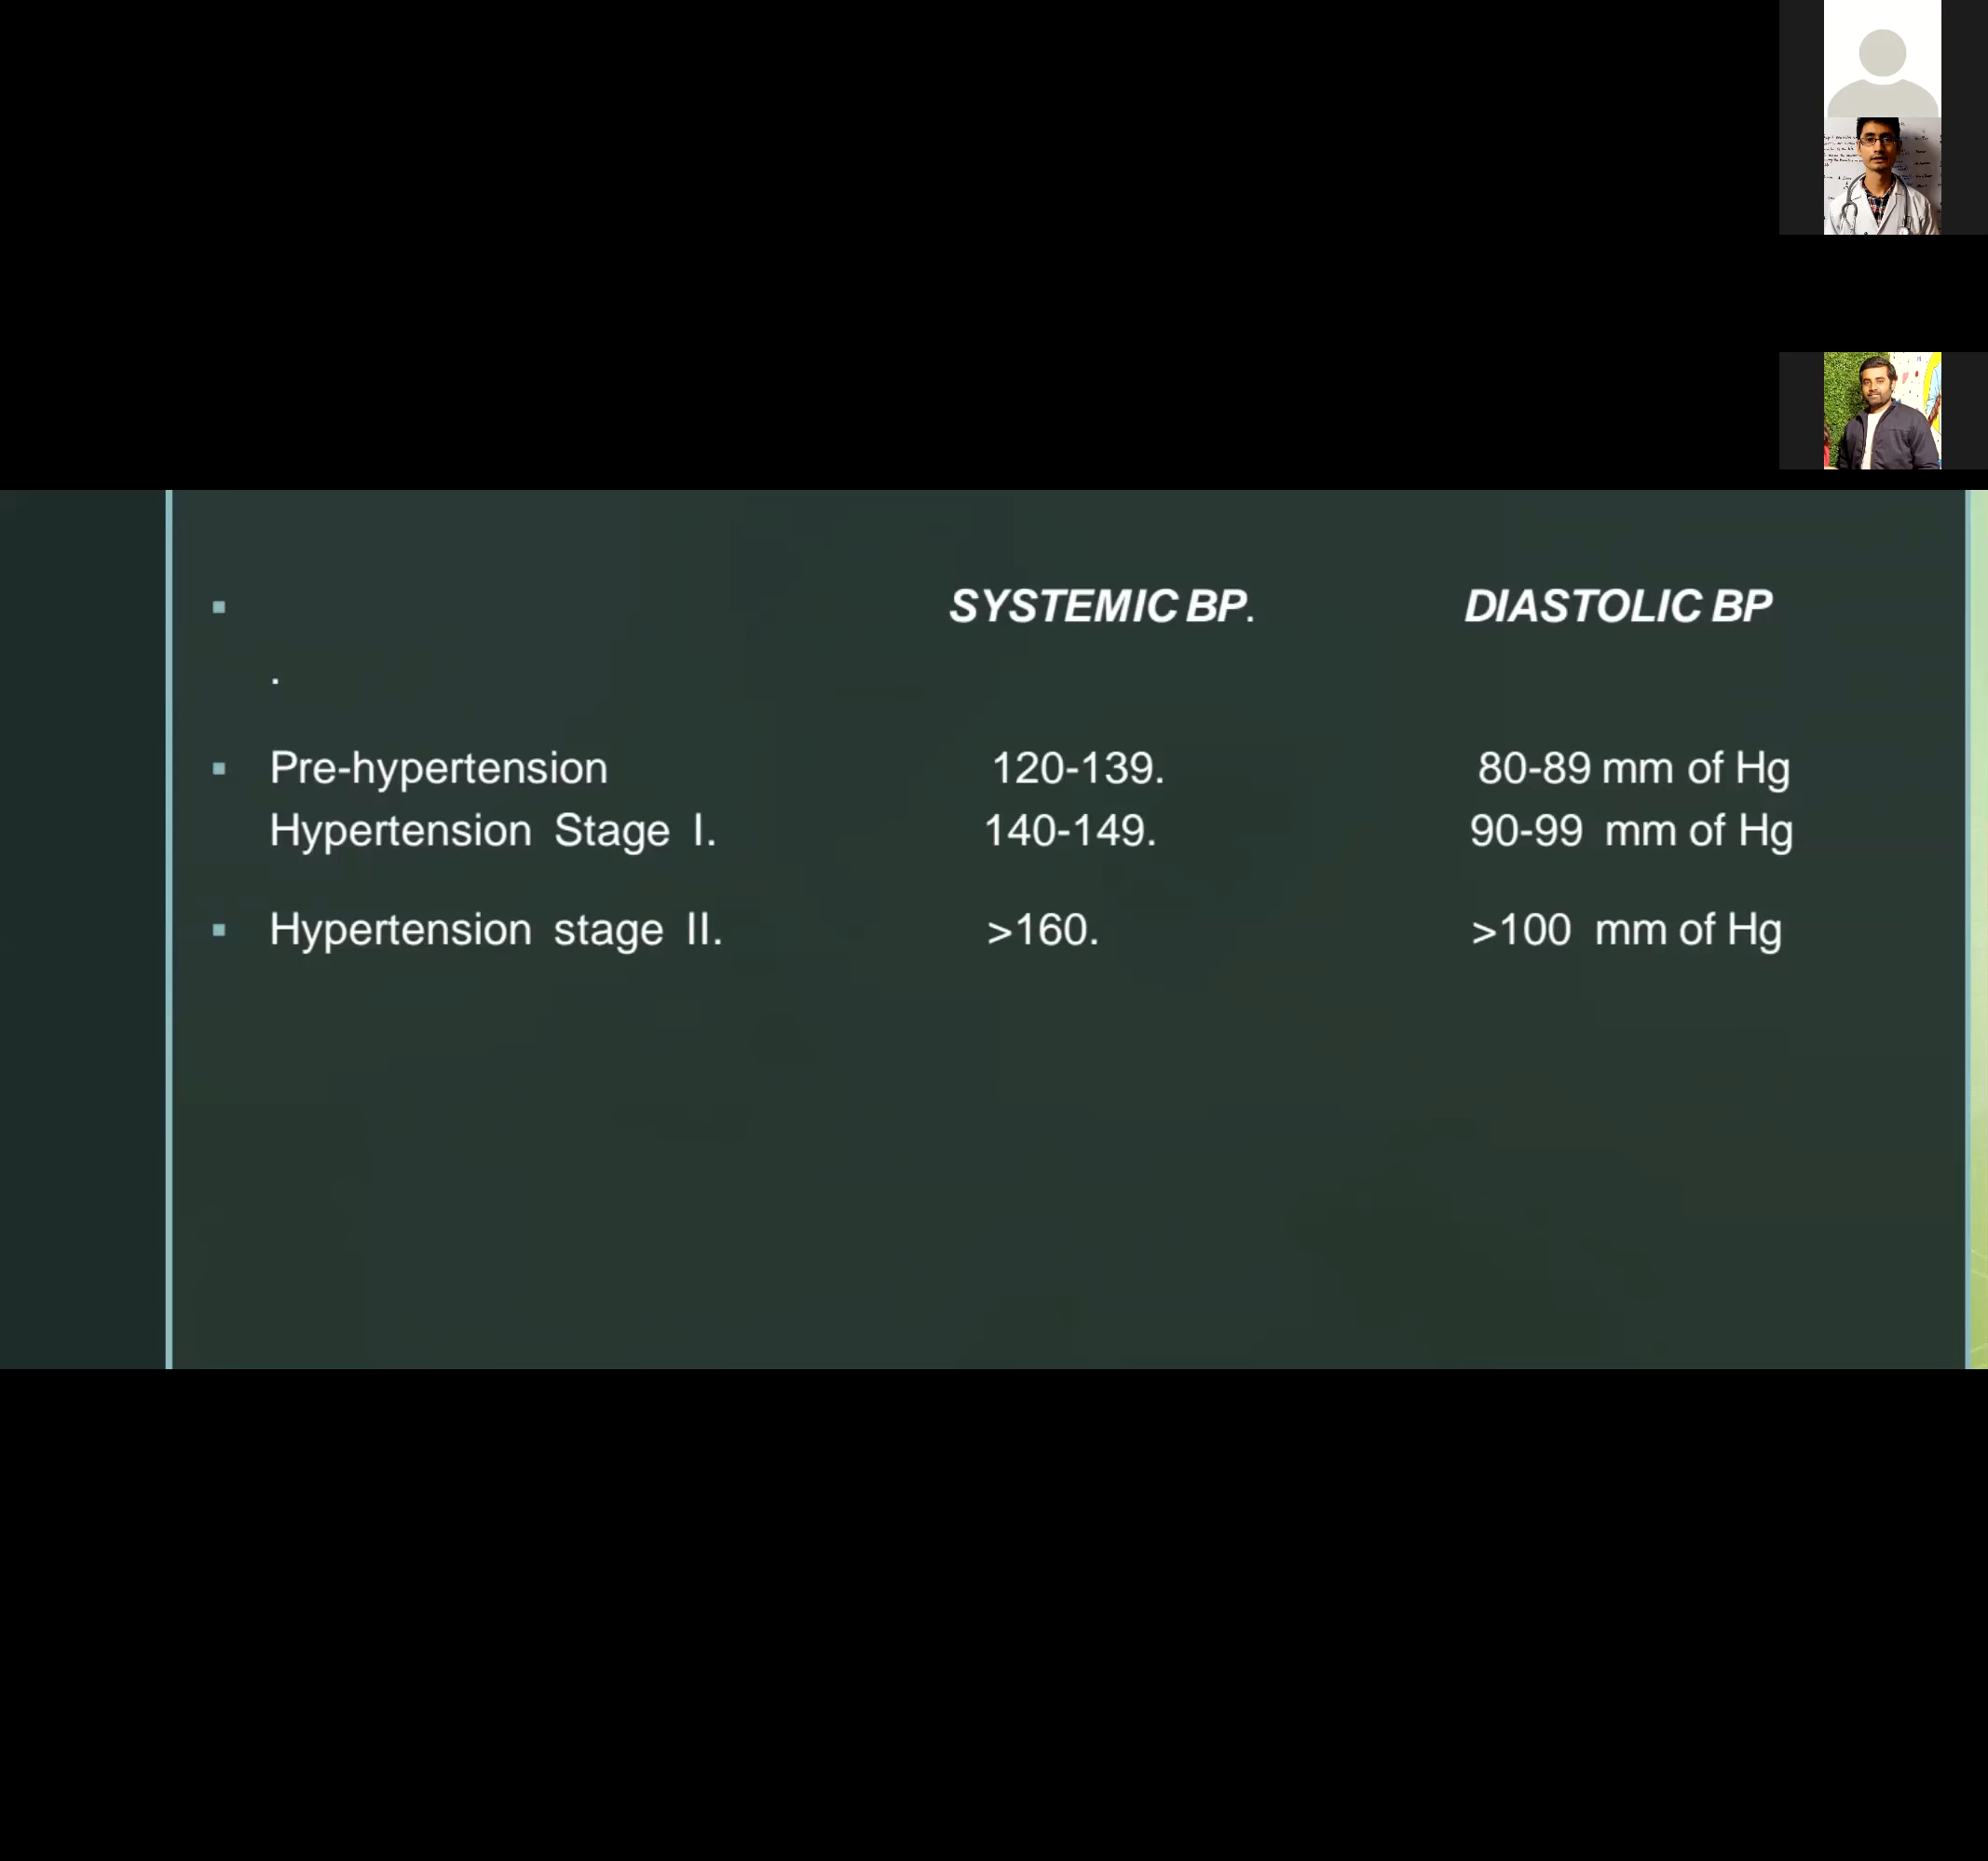 SYSTEMIC BP. DIASTOLIC BP
.
Pre-hypertension 120-139. 80-89 mm of Hg
Hypertension Stage I. 140-149. 90-99 mm of Hg
Hypertension stage II. >160. >100 mm of Hg